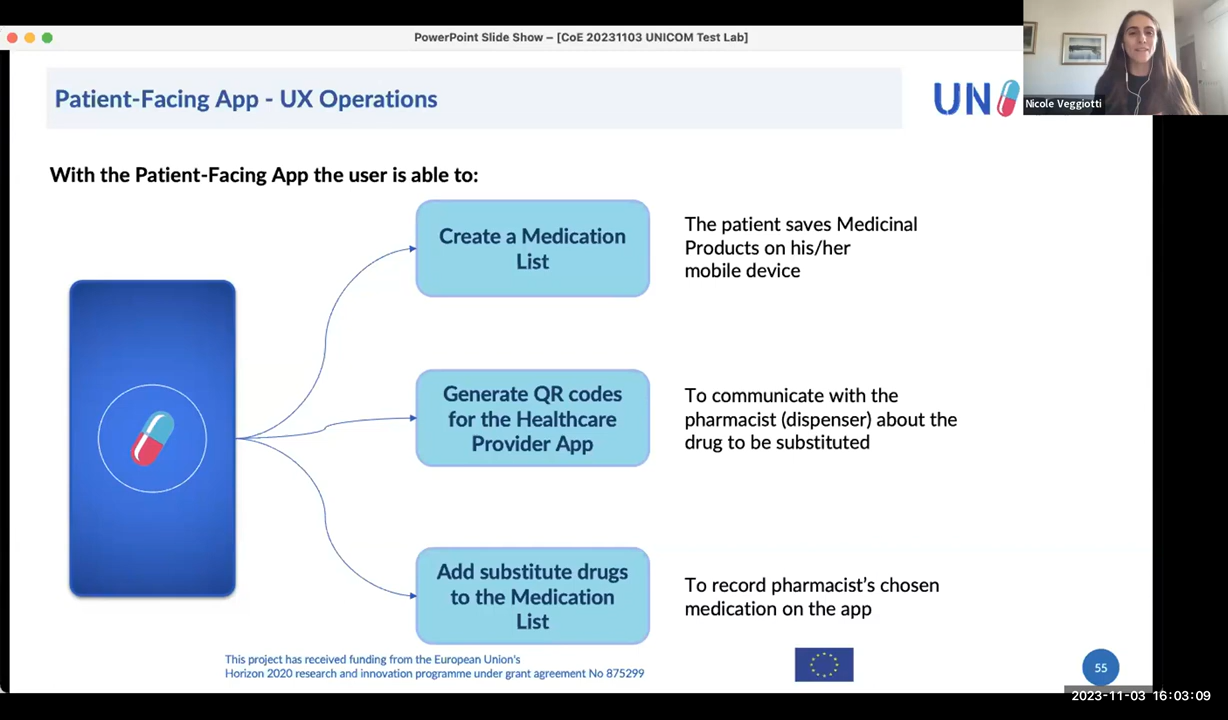 PowerPoint Slide Show – [CoE 20231103 UNICOM Test Lab]
Patient-Facing App - UX Operations
UN
Nicole Veggiotti
With the Patient-Facing App the user is able to:
Create a Medication
List
The patient saves Medicinal
Products on his/her
mobile device
Generate QR codes
for the Healthcare
Provider App
To communicate with the
pharmacist (dispenser) about the
drug to be substituted
Add substitute drugs
to the Medication
List
To record pharmacist's chosen
medication on the app
This project has received funding from the European Union's
Horizon 2020 research and innovation programme under grant agreement No 875299
55
2023-11-03 16:03:09